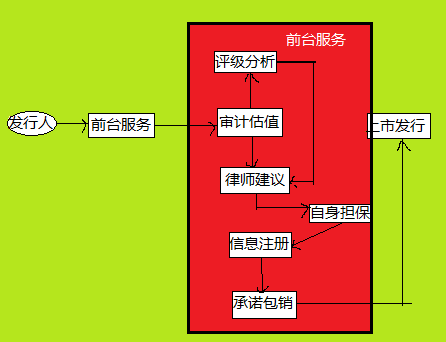 前台服务
评级分析
发行人
前台服务
审计估值
上市发行
律师建议
自身担保
信息注册
承诺包销